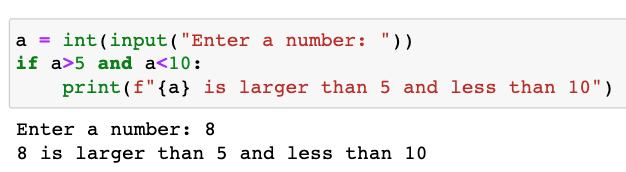 a = int(input("Enter a number: "))
if a>5 and a<10:
    print(f"{a} is larger than 5 and less than 10")
Enter a number: 8
8 is larger than 5 and less than 10